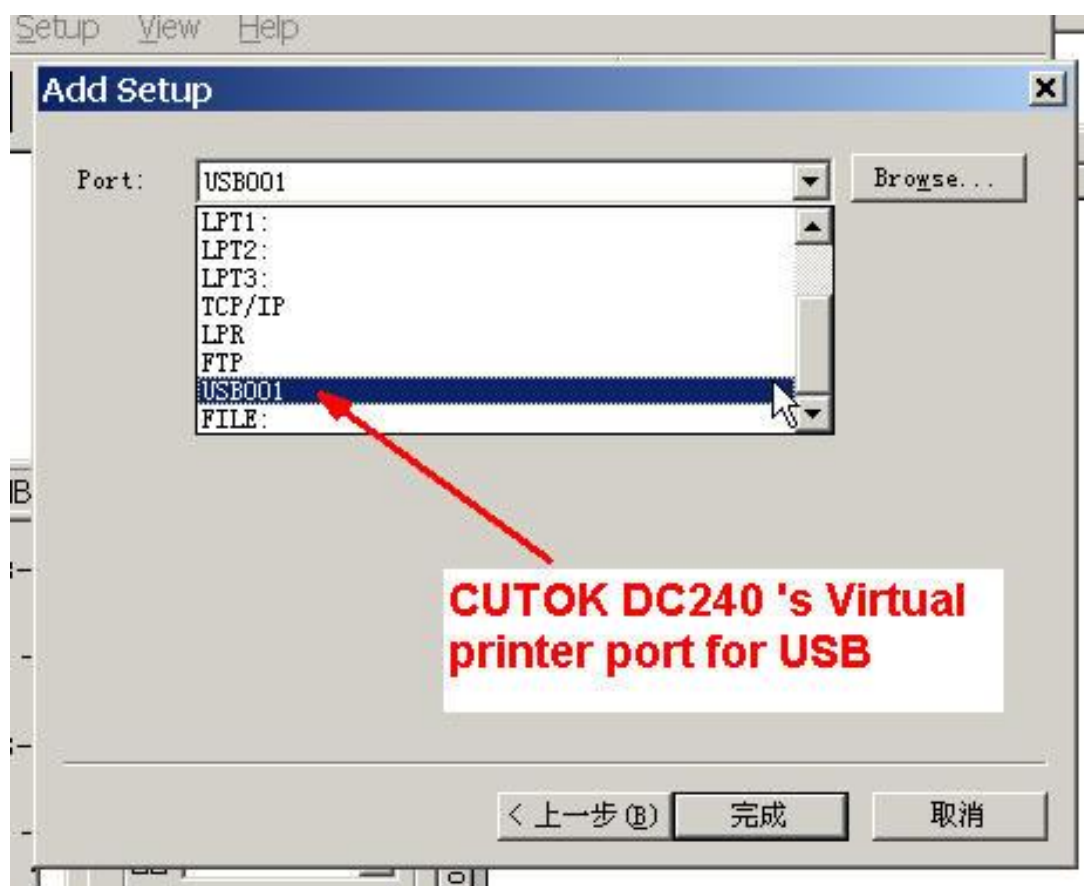 Setup View Help
Add Setup
Port: USB001 Browse...
LPT1:
LPT2:
LPT3:
TCP/IP
LPR
FTP
USB001
FILE:
CUTOK DC240 's Virtual
printer port for USB
< 上一步(B) 完成 取消